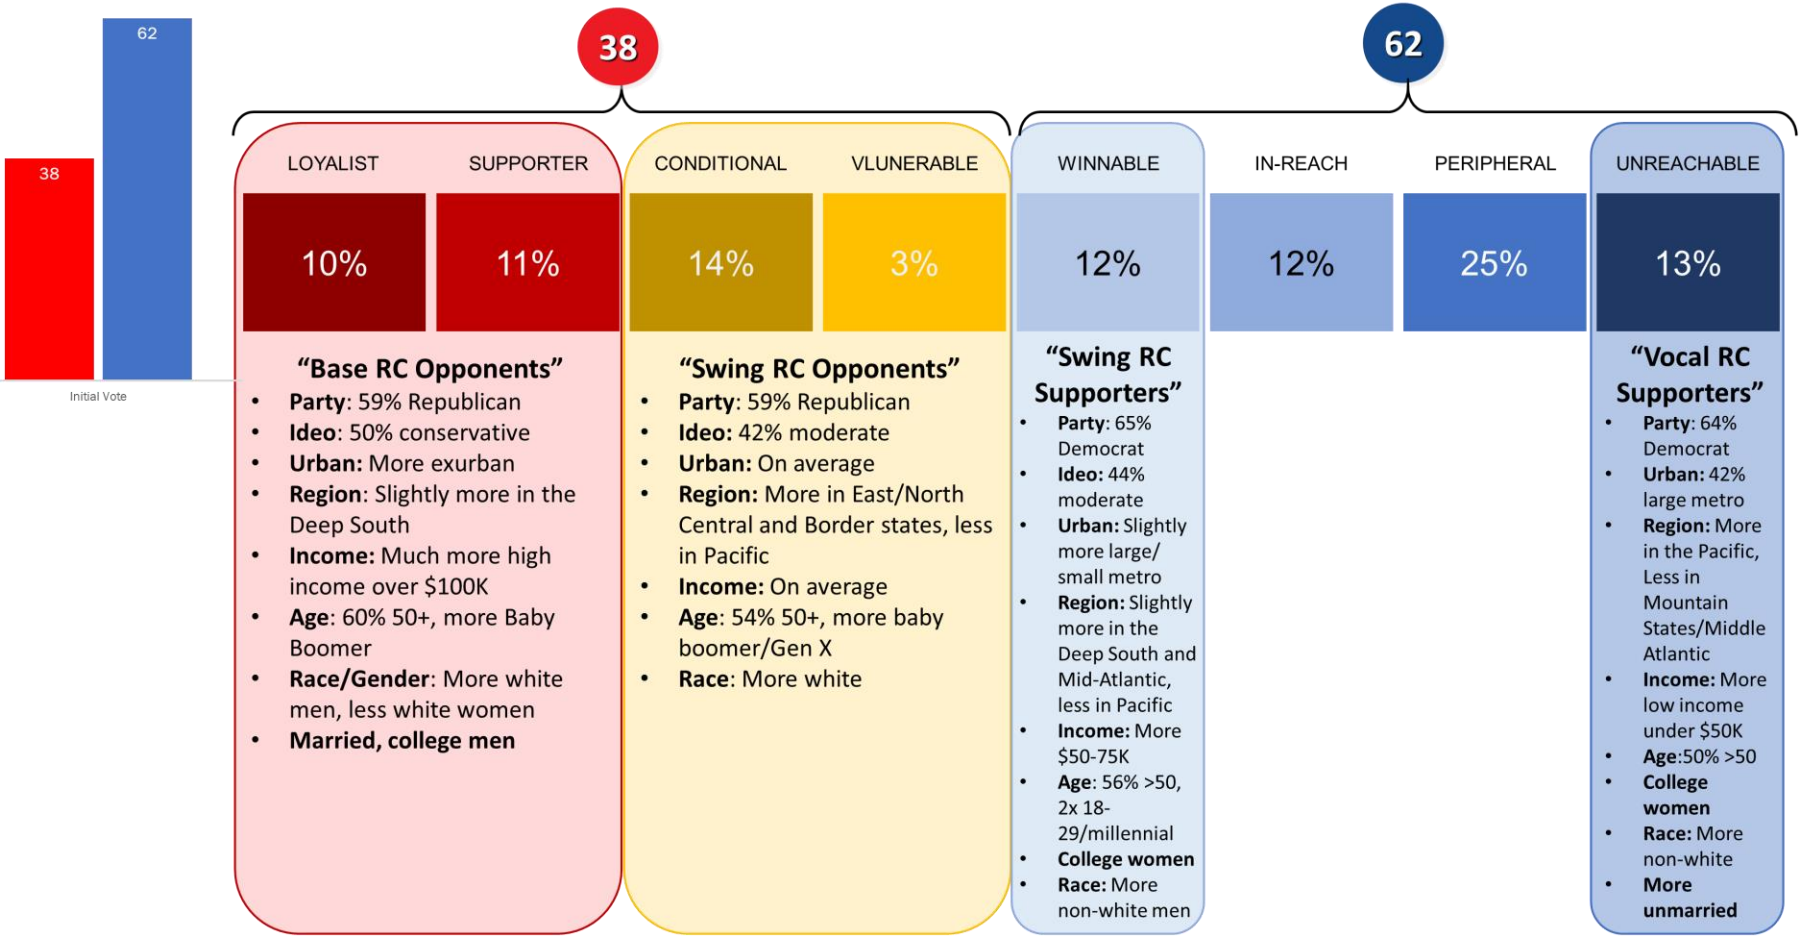 62
38
Initial Vote
38
62
LOYALIST
SUPPORTER
CONDITIONAL
VLUNERABLE
WINNABLE
IN-REACH
PERIPHERAL
UNREACHABLE
10%
11%
14%
3%
12%
12%
25%
13%
“Base RC Opponents”
• Party: 59% Republican
• Ideo: 50% conservative
• Urban: More exurban
• Region: Slightly more in the
Deep South
• Income: Much more high
income over $100K
• Age: 60% 50+, more Baby
Boomer
• Race/Gender: More white
men, less white women
• Married, college men
“Swing RC Opponents”
• Party: 59% Republican
• Ideo: 42% moderate
• Urban: On average
• Region: More in East/North
Central and Border states, less
in Pacific
• Income: On average
• Age: 54% 50+, more baby
boomer/Gen X
• Race: More white
“Swing RC
Supporters”
• Party: 65%
Democrat
• Ideo: 44%
moderate
• Urban: Slightly
more large/
small metro
• Region: Slightly
more in the
Deep South and
Mid-Atlantic,
less in Pacific
• Income: More
$50-75K
• Age: 56% >50,
2x 18-
29/millennial
• College women
• Race: More
non-white men
“Vocal RC
Supporters”
• Party: 64%
Democrat
• Urban: 42%
large metro
• Region: More
in the Pacific,
Less in
Mountain
States/Middle
Atlantic
• Income: More
low income
under $50K
• Age:50% >50
• College
women
• Race: More
non-white
• More
unmarried